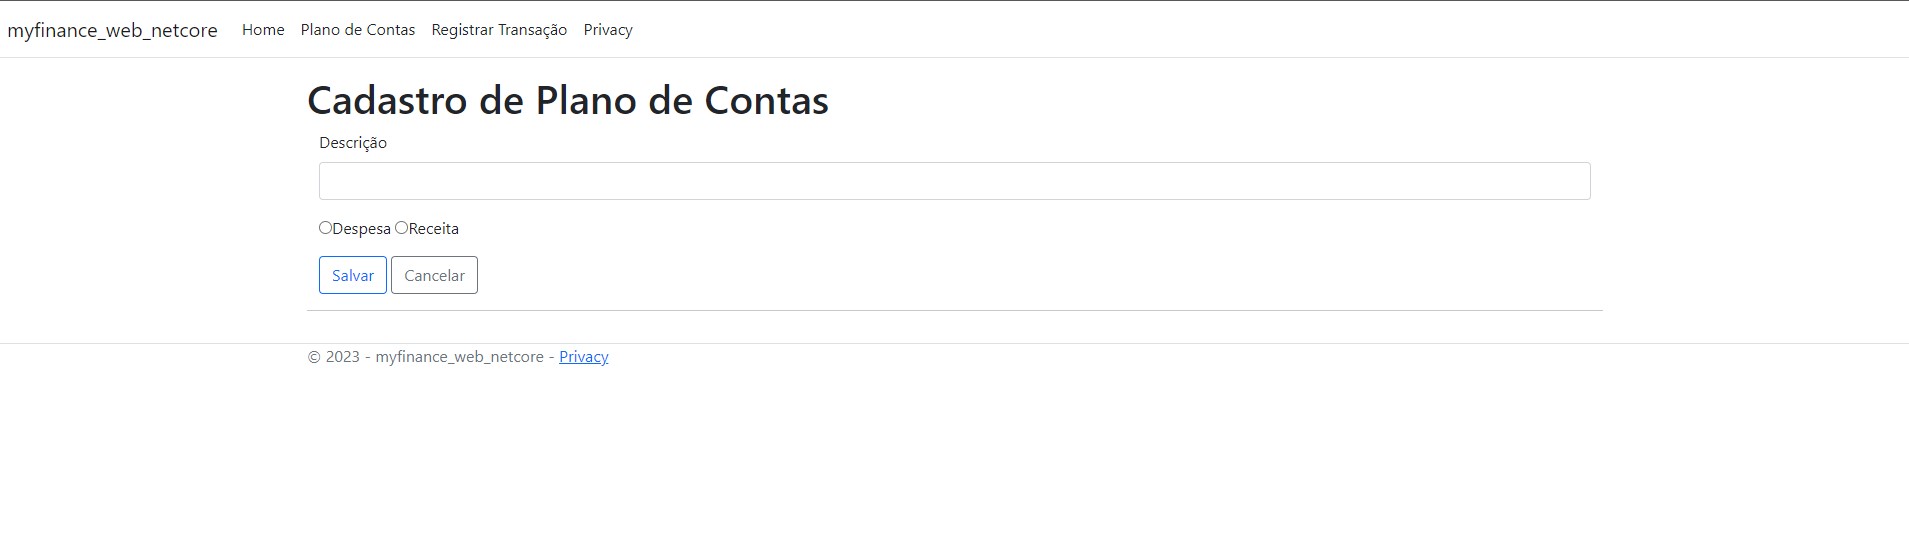 myfinance_web_netcore Home Plano de Contas Registrar Transação Privacy
Cadastro de Plano de Contas
Descrição
Despesa Receita
Salvar Cancelar
© 2023 - myfinance_web_netcore - Privacy